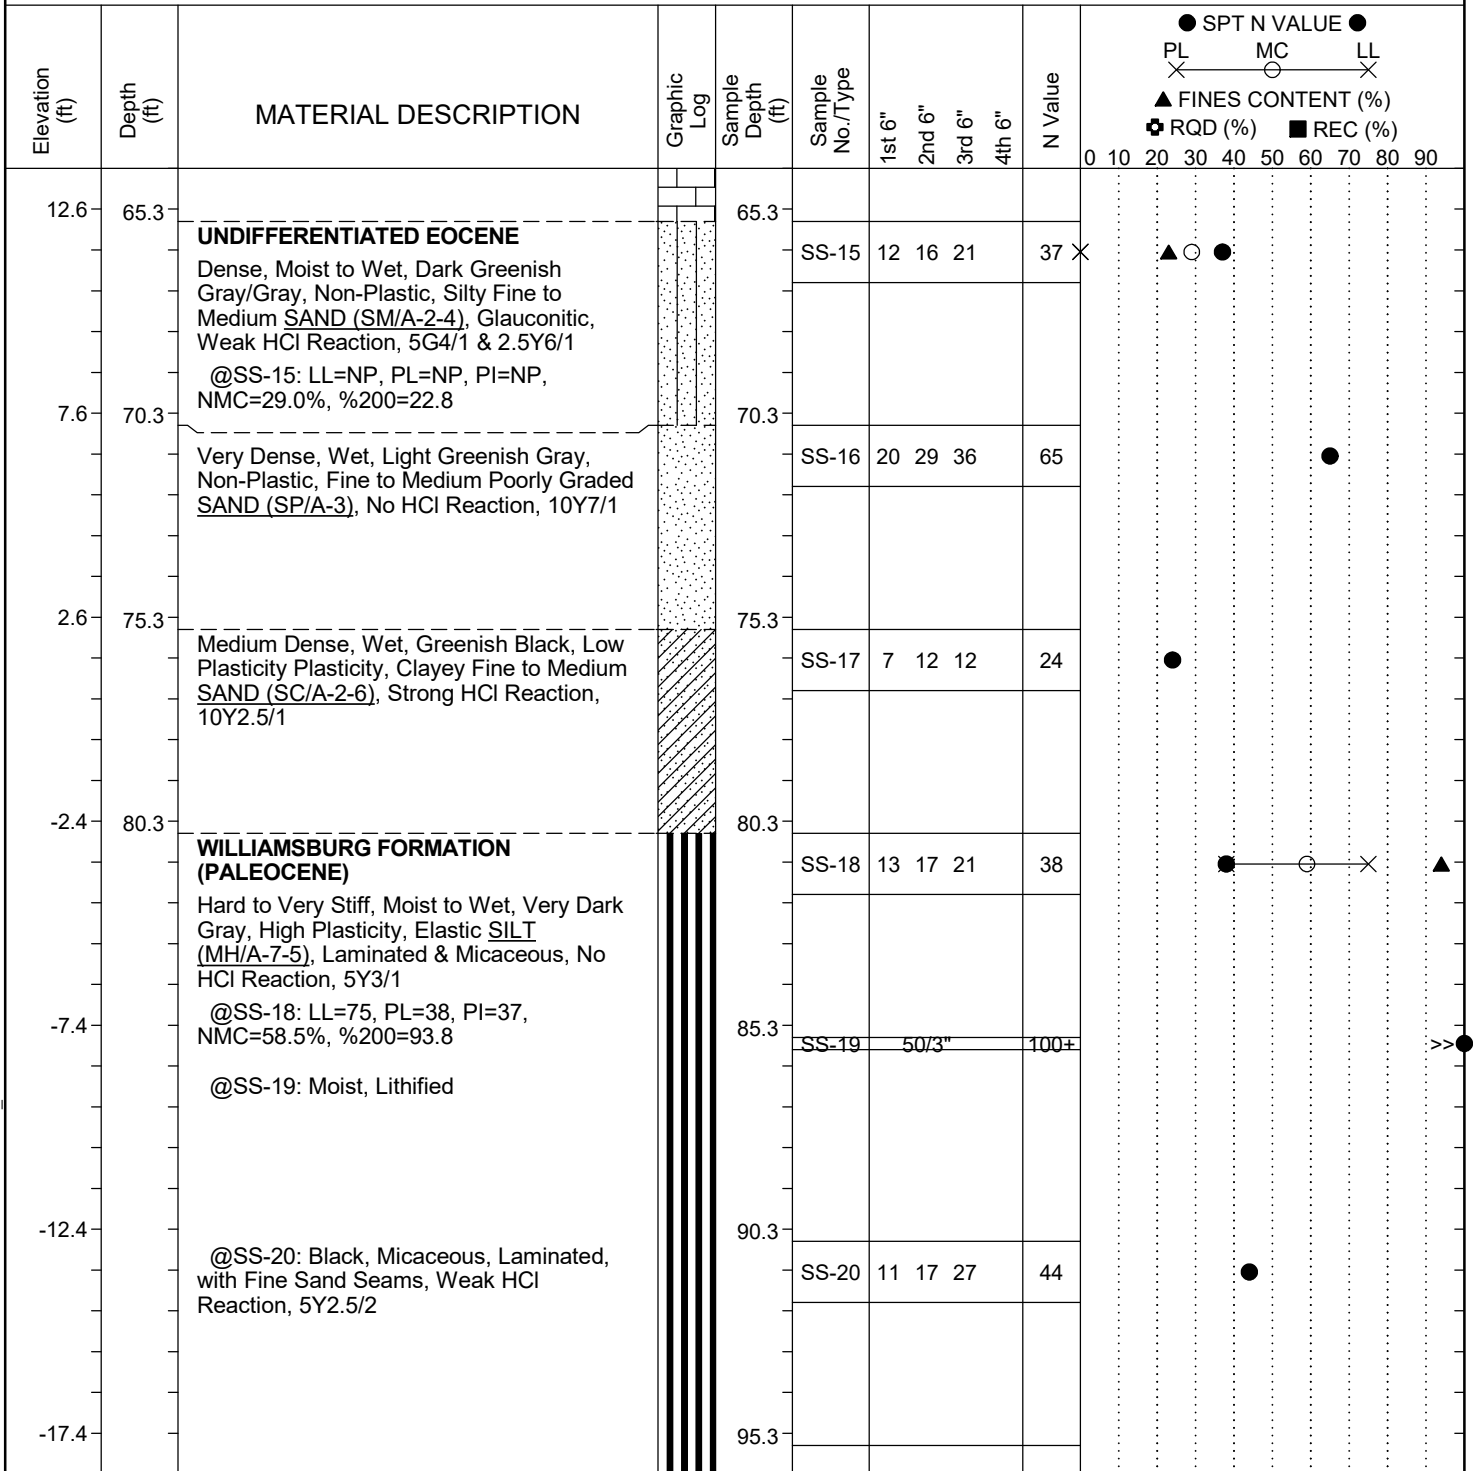 ● SPT N VALUE ●
PL MC LL
▲ FINES CONTENT (%)
RQD (%) ■ REC (%)
0 10 20 30 40 50 60 70 80 90
Elevation (ft)
Depth (ft)
MATERIAL DESCRIPTION
Graphic Log
Sample Depth (ft)
Sample No./Type
1st 6"
2nd 6"
3rd 6"
4th 6"
N Value
12.6 65.3 65.3
UNDIFFERENTIATED EOCENE
SS-15 12 16 21 37
Dense, Moist to Wet, Dark Greenish
Gray/Gray, Non-Plastic, Silty Fine to
Medium SAND (SM/A-2-4), Glauconitic,
Weak HCl Reaction, 5G4/1 & 2.5Y6/1
@SS-15: LL=NP, PL=NP, PI=NP,
NMC=29.0%, %200=22.8
7.6 70.3 70.3
Very Dense, Wet, Light Greenish Gray,
SS-16 20 29 36 65
Non-Plastic, Fine to Medium Poorly Graded
SAND (SP/A-3), No HCl Reaction, 10Y7/1
2.6 75.3 75.3
Medium Dense, Wet, Greenish Black, Low
SS-17 7 12 12 24
Plasticity Plasticity, Clayey Fine to Medium
SAND (SC/A-2-6), Strong HCl Reaction,
10Y2.5/1
-2.4 80.3 80.3
WILLIAMSBURG FORMATION
(PALEOCENE)
SS-18 13 17 21 38
Hard to Very Stiff, Moist to Wet, Very Dark
Gray, High Plasticity, Elastic SILT
(MH/A-7-5), Laminated & Micaceous, No
HCl Reaction, 5Y3/1
@SS-18: LL=75, PL=38, PI=37,
NMC=58.5%, %200=93.8
-7.4 85.3
SS-19 50/3" 100+ >>
@SS-19: Moist, Lithified
-12.4 90.3
@SS-20: Black, Micaceous, Laminated,
with Fine Sand Seams, Weak HCl
Reaction, 5Y2.5/2
SS-20 11 17 27 44
-17.4 95.3